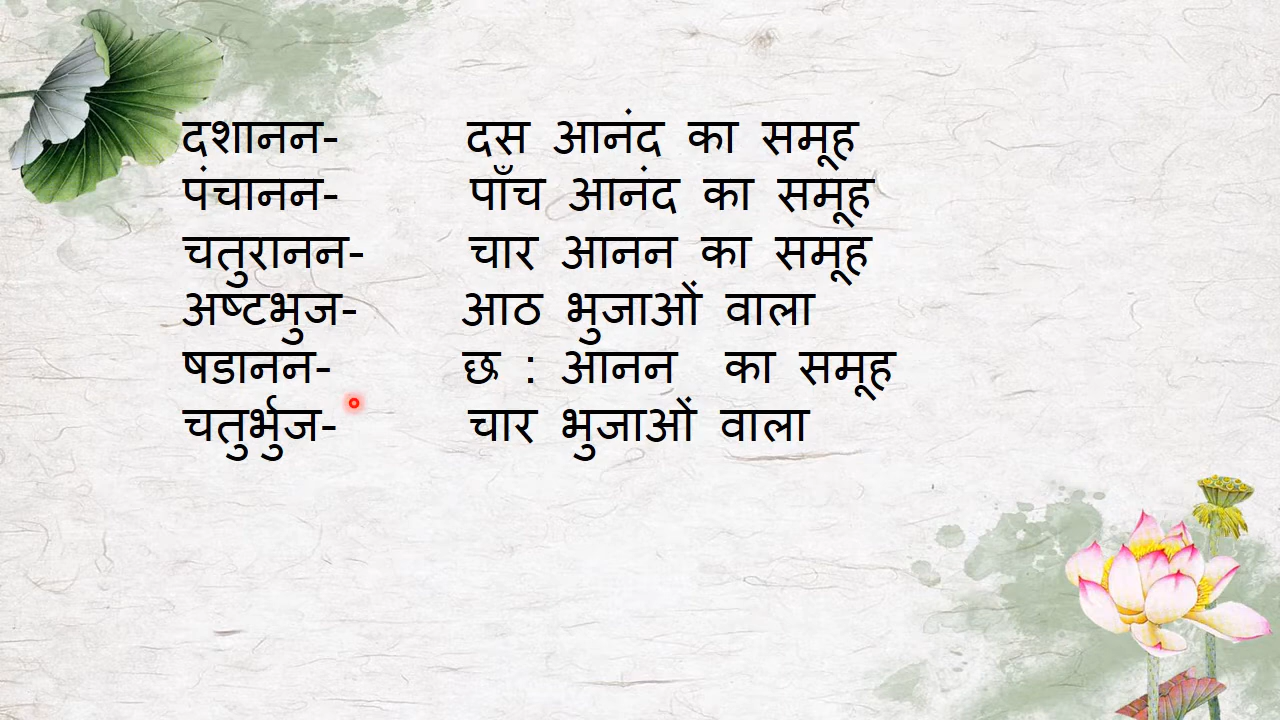 दशानन- दस आनंद का समूह
पंचानन- पाँच आनंद का समूह
चतुरानन- चार आनन का समूह
अष्टभुज- आठ भुजाओं वाला
षडानन- छ : आनन का समूह
चतुर्भुज- चार भुजाओं वाला